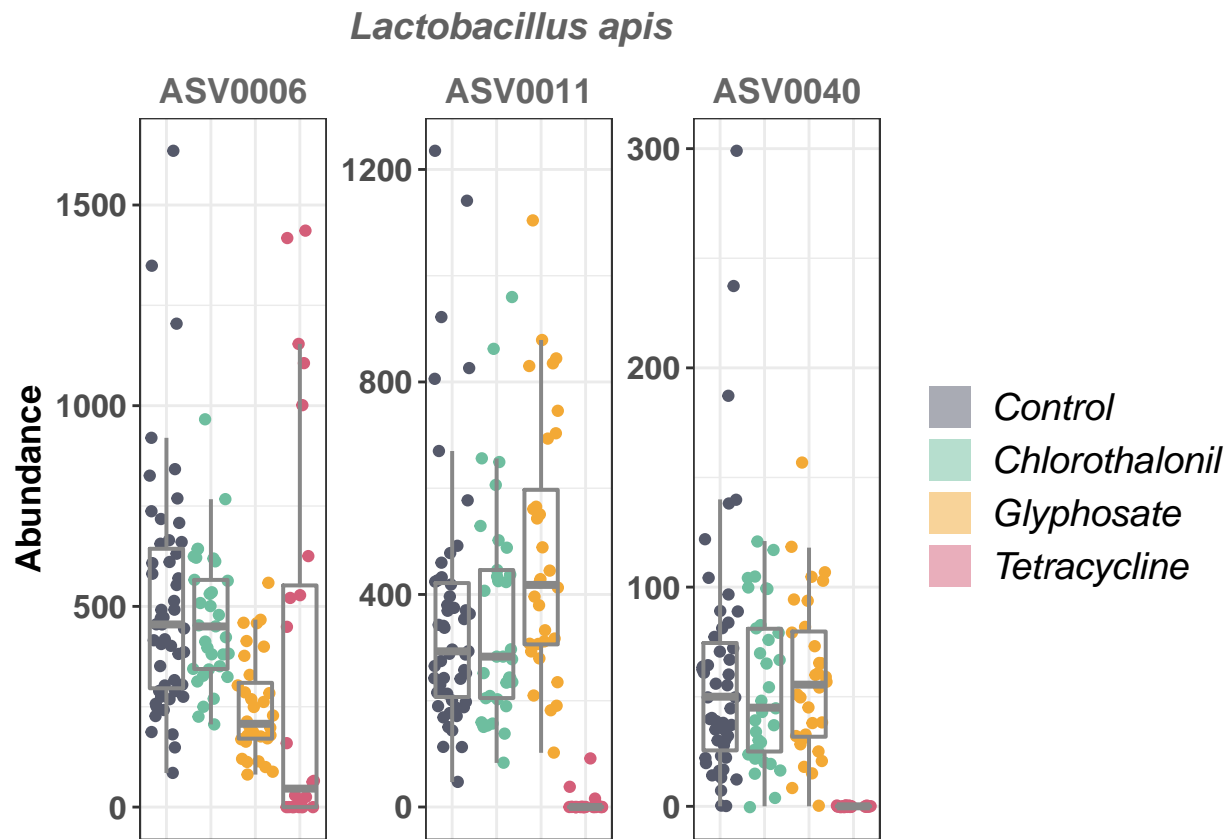 Lactobacillus apis
ASV0006 ASV0011 ASV0040
Abundance
1500
1000
500
0
1200
800
400
0
300
200
100
0
Control
Chlorothalonil
Glyphosate
Tetracycline